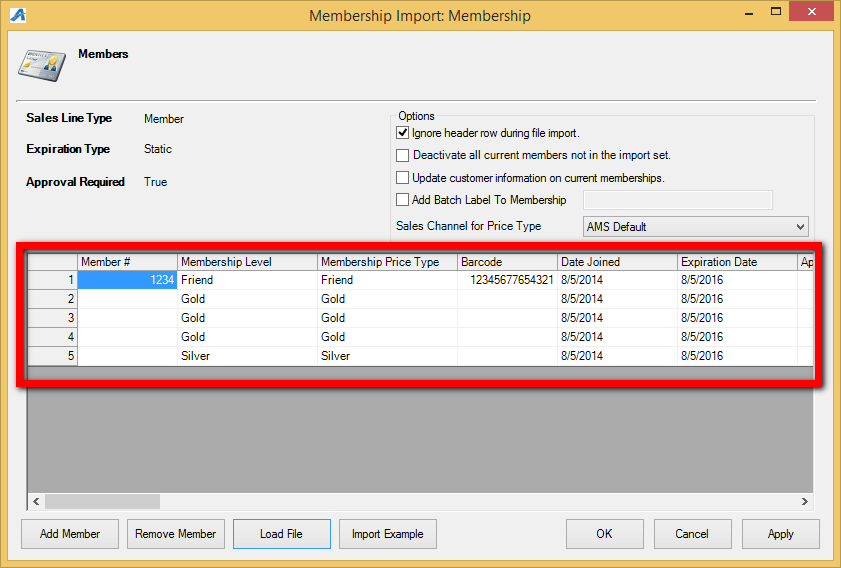 Membership Import: Membership
Members
Sales Line Type Member
Expiration Type Static
Approval Required True
Options
Ignore header row during file import.
Deactivate all current members not in the import set.
Update customer information on current memberships.
Add Batch Label To Membership
Sales Channel for Price Type AMS Default
Member # Membership Level Membership Price Type Barcode Date Joined Expiration Date Ap
1 1234 Friend Friend 12345677654321 8/5/2014 8/5/2016
2 Gold Gold 8/5/2014 8/5/2016
3 Gold Gold 8/5/2014 8/5/2016
4 Gold Gold 8/5/2014 8/5/2016
5 Silver Silver 8/5/2014 8/5/2016
Add Member Remove Member Load File Import Example OK Cancel Apply